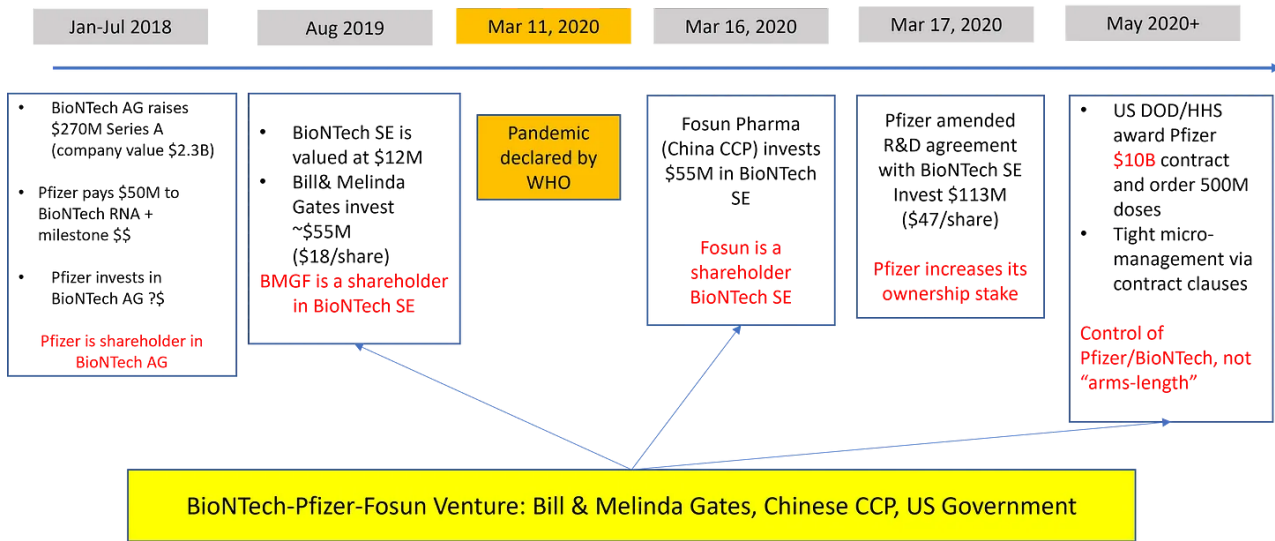 Jan-Jul 2018
Aug 2019
Mar 11, 2020
Mar 16, 2020
Mar 17, 2020
May 2020+
• BioNTech AG raises
$270M Series A
(company value $2.3B)
• Pfizer pays $50M to
BioNTech RNA +
milestone $$
• Pfizer invests in
BioNTech AG ?$
Pfizer is shareholder in
BioNTech AG
• BioNTech SE is
valued at $12M
• Bill& Melinda
Gates invest
~$55M
($18/share)
BMGF is a shareholder
in BioNTech SE
Pandemic
declared by
WHO
Fosun Pharma
(China CCP) invests
$55M in BioNTech
SE
Fosun is a
shareholder
BioNTech SE
Pfizer amended
R&D agreement
with BioNTech SE
Invest $113M
($47/share)
Pfizer increases its
ownership stake
• US DOD/HHS
award Pfizer
$10B contract
and order 500M
doses
• Tight micro-
management via
contract clauses
Control of
Pfizer/BioNTech, not
“arms-length”
BioNTech-Pfizer-Fosun Venture: Bill & Melinda Gates, Chinese CCP, US Government